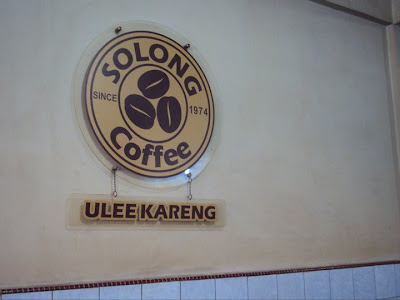 SOLONG
SINCE 1974
Coffee
ULEE KARENG